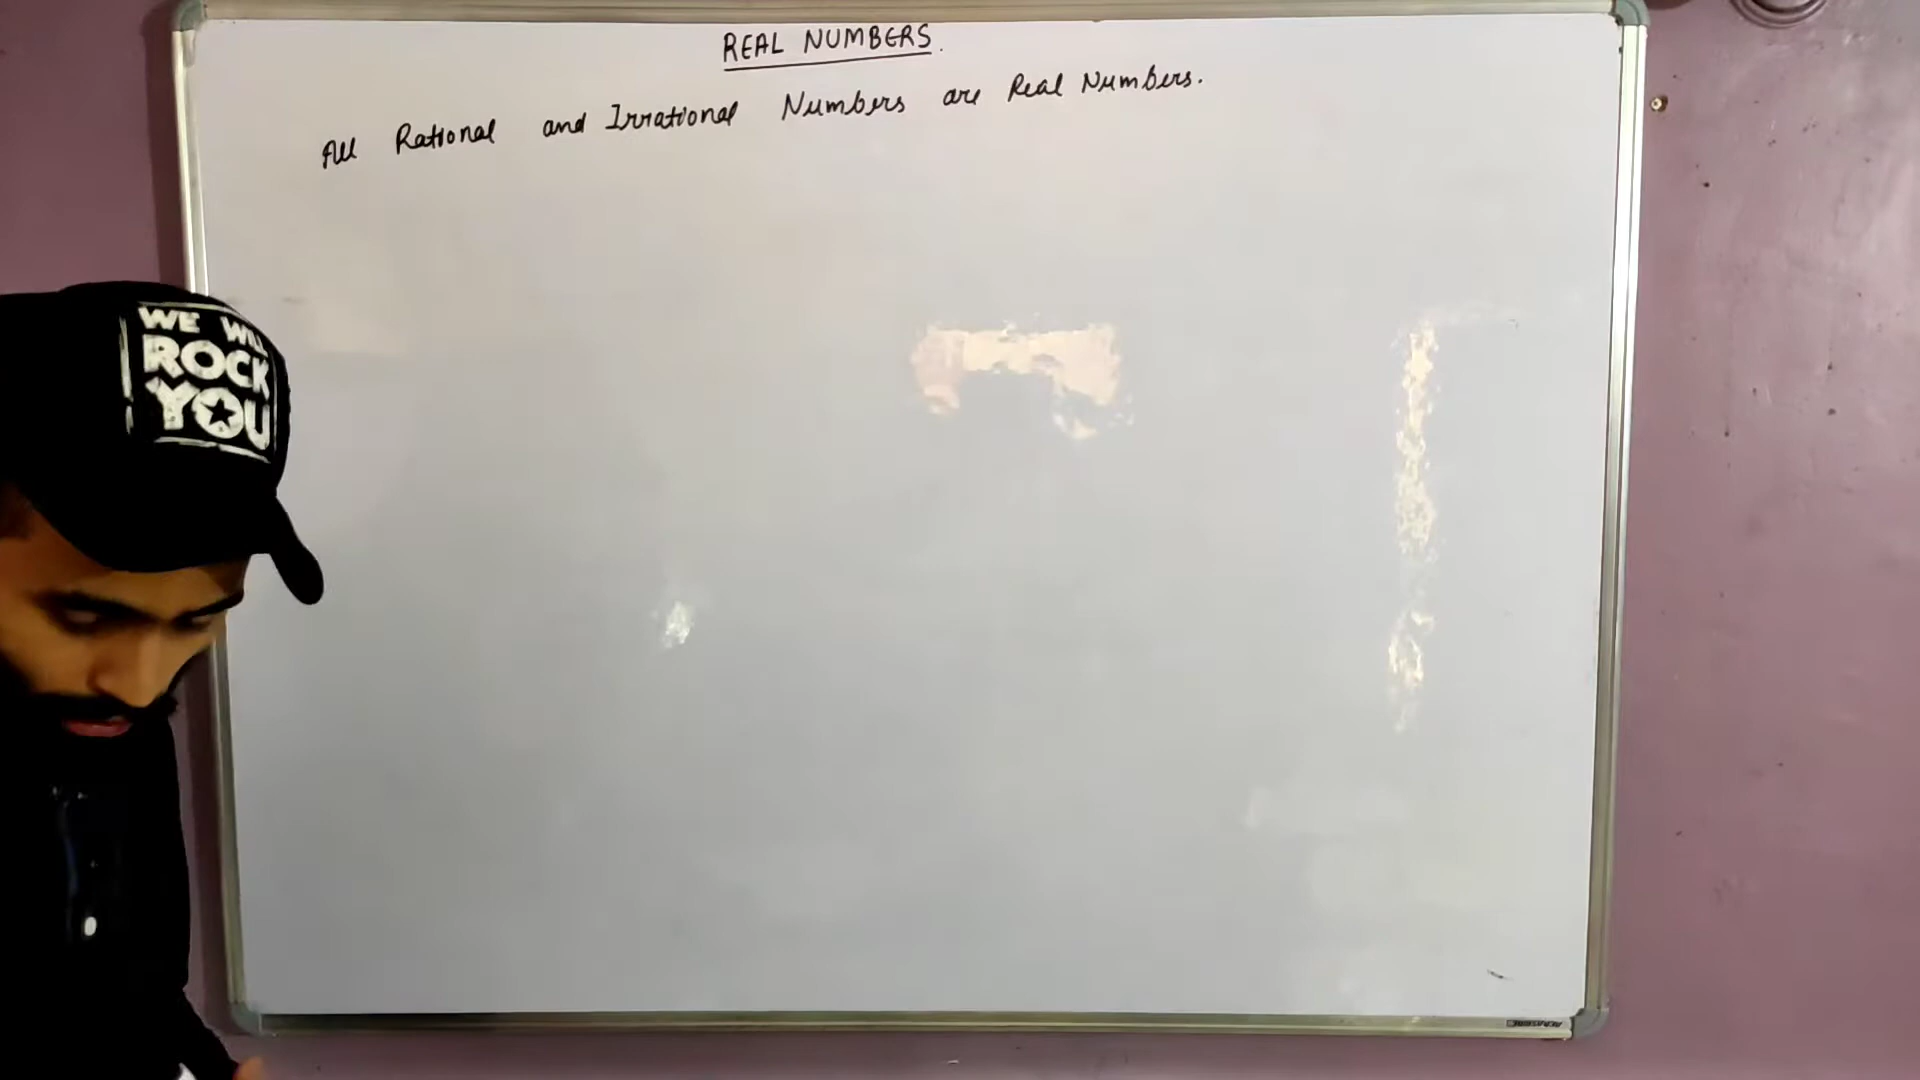 REAL NUMBERS.
All Rational and Irrational Numbers are Real Numbers.
WE WILL
ROCK
YOU